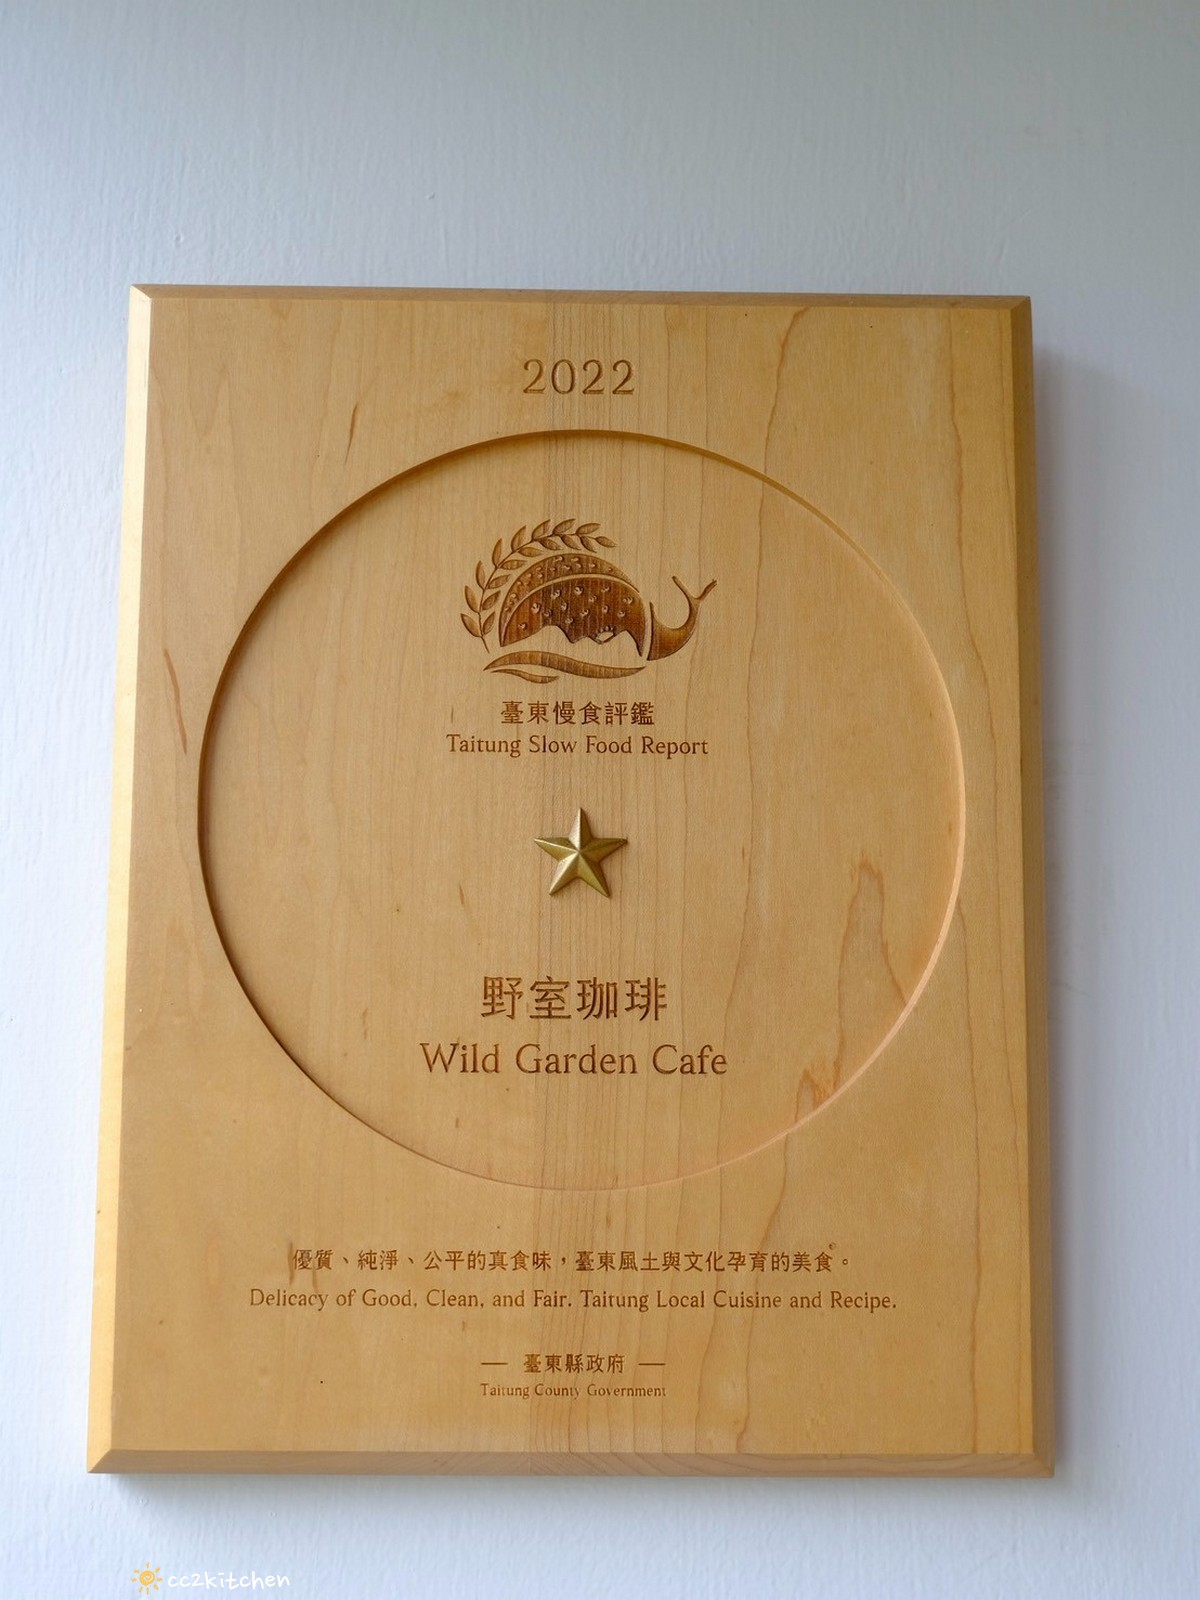 2022
臺東慢食評鑑
Taitung Slow Food Report
野室珈琲
Wild Garden Cafe
優質、純淨、公平的真食味，臺東風土與文化孕育的美食。
Delicacy of Good, Clean, and Fair. Taitung Local Cuisine and Recipe.
— 臺東縣政府 —
Taitung County Government
cc2kitchen